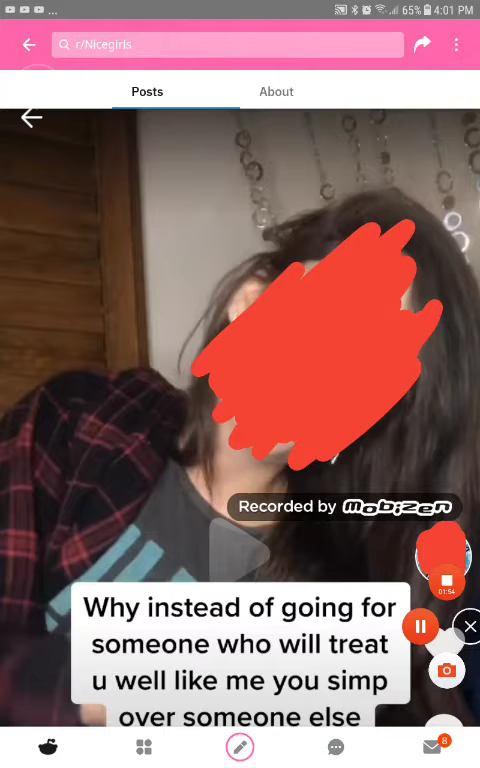 ... 65% 4:01 PM
r/Nicegirls
Posts About
Recorded by MOBIZEN
01:54
Why instead of going for
someone who will treat
u well like me you simp
over someone else
8